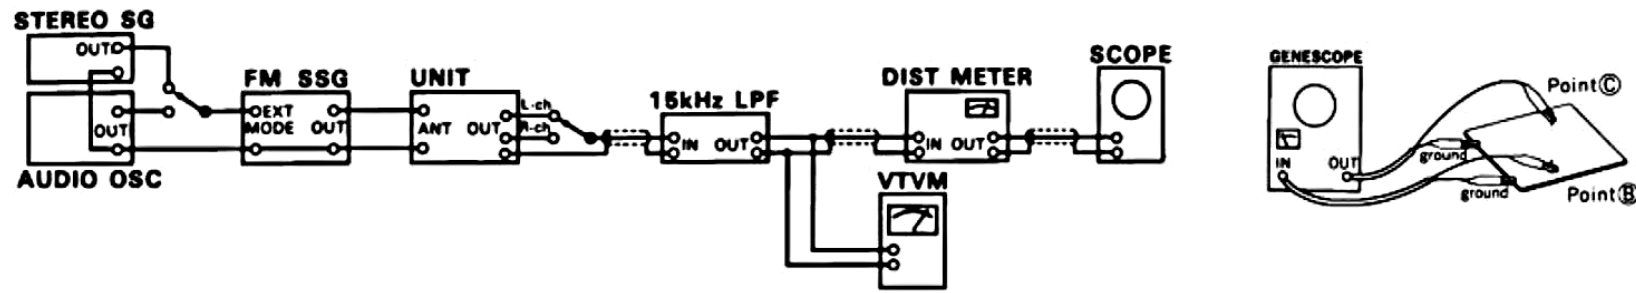 STEREO SG
OUT
AUDIO OSC
OUT
FM SSG
EXT
MODE OUT
UNIT
ANT OUT
L-ch
R-ch
15kHz LPF
IN OUT
VTVM
DIST METER
IN OUT
SCOPE
GENESCOPE
IN OUT
ground
ground
Point Ⓒ
Point Ⓑ